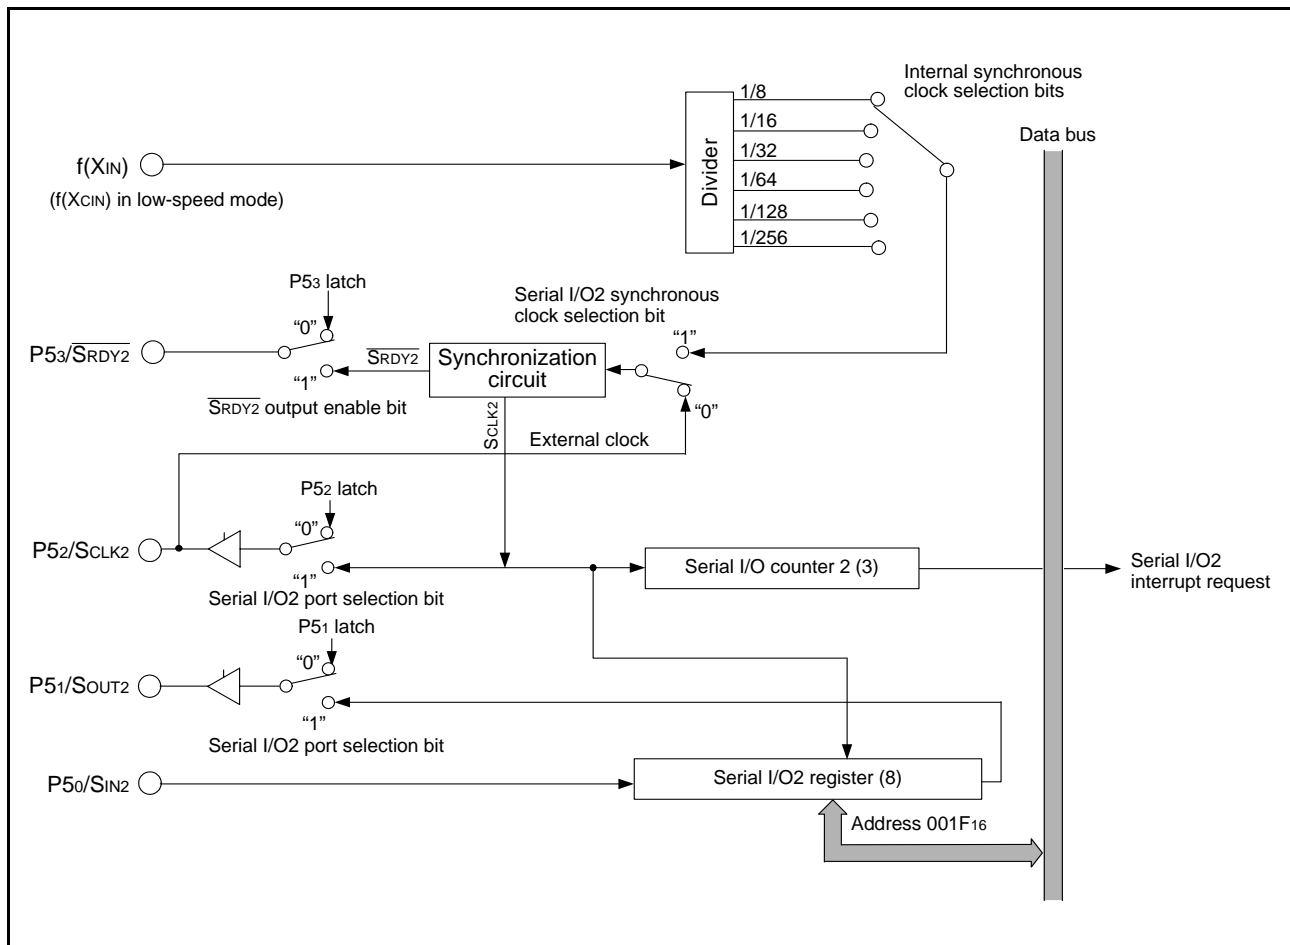 Internal synchronous
clock selection bits
Data bus
1/8
1/16
1/32
1/64
1/128
1/256
Divider
f(XIN)
(f(XCIN) in low-speed mode)
P53 latch
"0"
P53/S̅R̅D̅Y̅2̅
"1"
S̅R̅D̅Y̅2̅ output enable bit
S̅R̅D̅Y̅2̅
Synchronization
circuit
Serial I/O2 synchronous
clock selection bit
"1"
"0"
SCLK2
External clock
P52 latch
"0"
P52/SCLK2
"1"
Serial I/O2 port selection bit
Serial I/O counter 2 (3)
Serial I/O2
interrupt request
P51 latch
"0"
P51/SOUT2
"1"
Serial I/O2 port selection bit
P50/SIN2
Serial I/O2 register (8)
Address 001F16